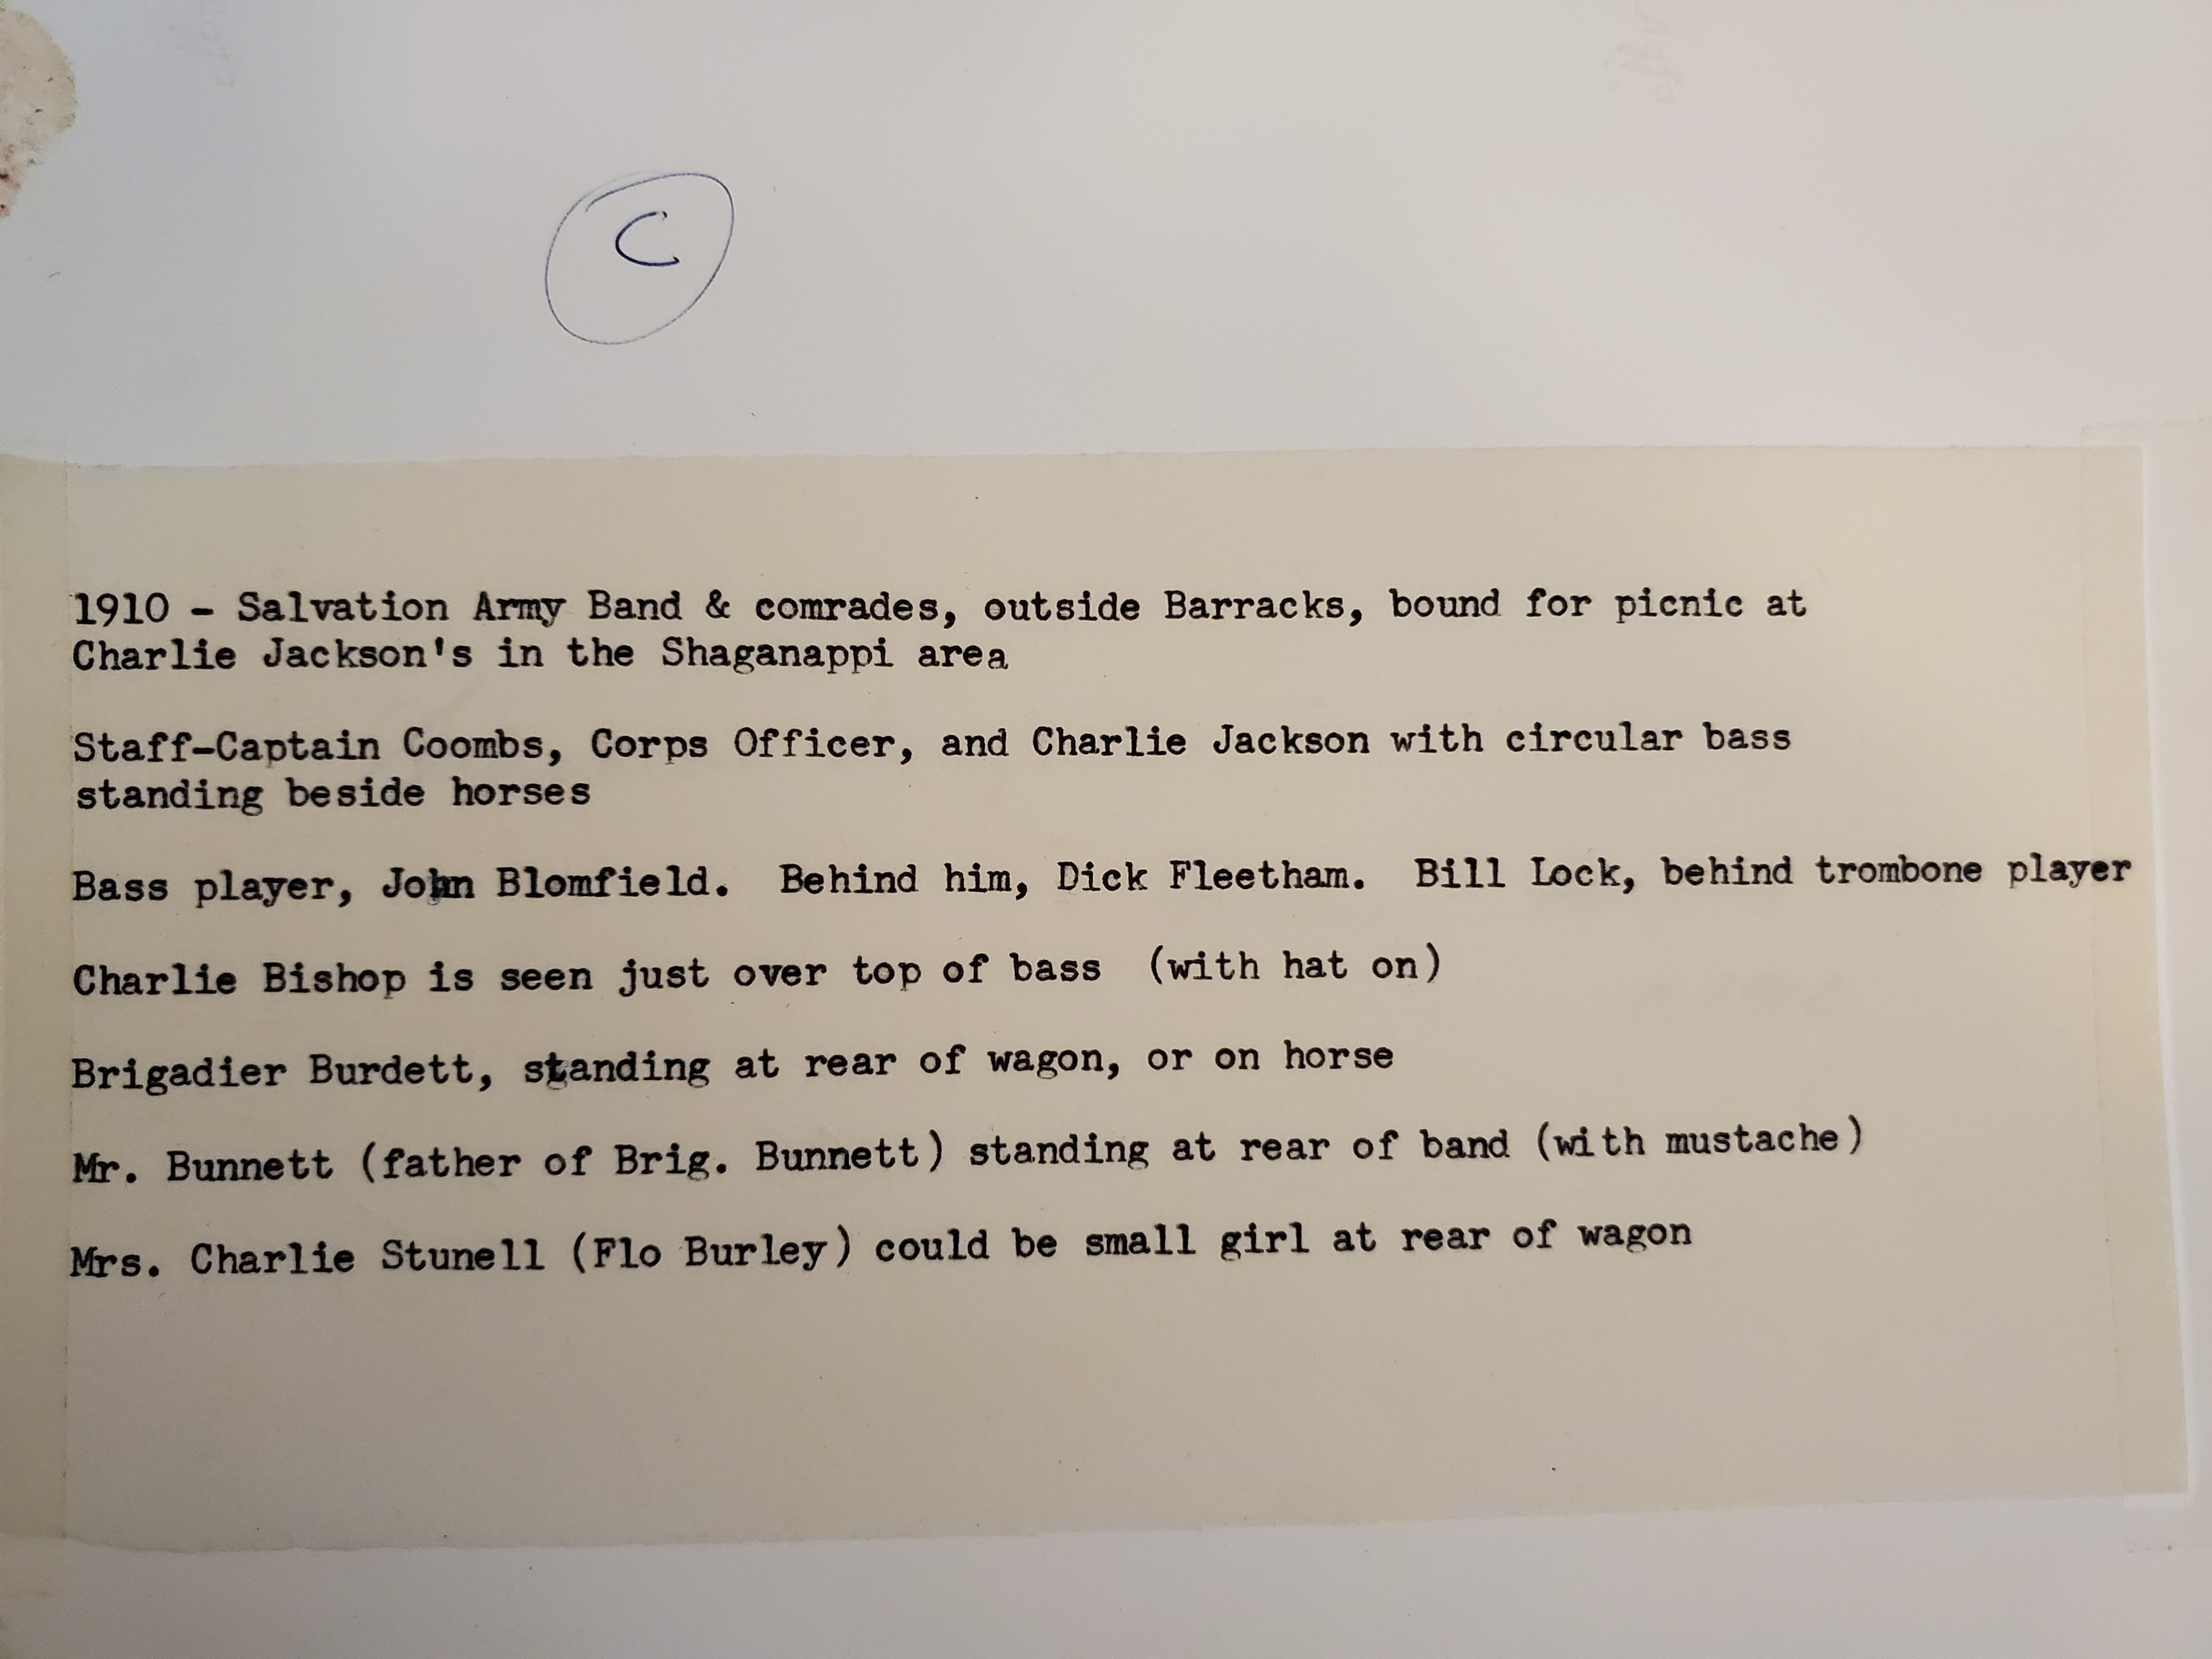 C
1910 - Salvation Army Band & comrades, outside Barracks, bound for picnic at
Charlie Jackson's in the Shaganappi area
Staff-Captain Coombs, Corps Officer, and Charlie Jackson with circular bass
standing beside horses
Bass player, John Blomfield.  Behind him, Dick Fleetham.  Bill Lock, behind trombone player
Charlie Bishop is seen just over top of bass  (with hat on)
Brigadier Burdett, standing at rear of wagon, or on horse
Mr. Bunnett (father of Brig. Bunnett) standing at rear of band (with mustache)
Mrs. Charlie Stunell (Flo Burley) could be small girl at rear of wagon